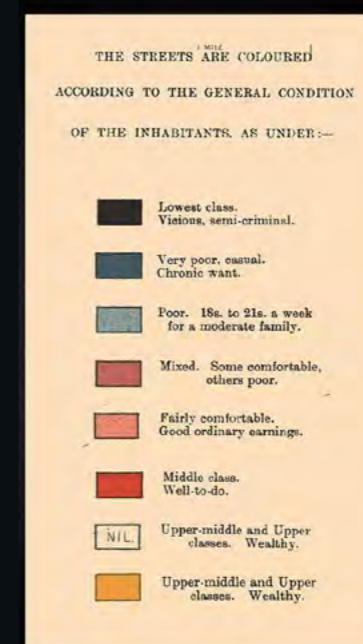 1 MILE
THE STREETS ARE COLOURED
ACCORDING TO THE GENERAL CONDITION
OF THE INHABITANTS, AS UNDER:—
Lowest class.
Vicious, semi-criminal.
Very poor, casual.
Chronic want.
Poor. 18s. to 21s. a week
for a moderate family.
Mixed. Some comfortable,
others poor.
Fairly comfortable.
Good ordinary earnings.
Middle class.
Well-to-do.
NIL.
Upper-middle and Upper
classes. Wealthy.
Upper-middle and Upper
classes. Wealthy.